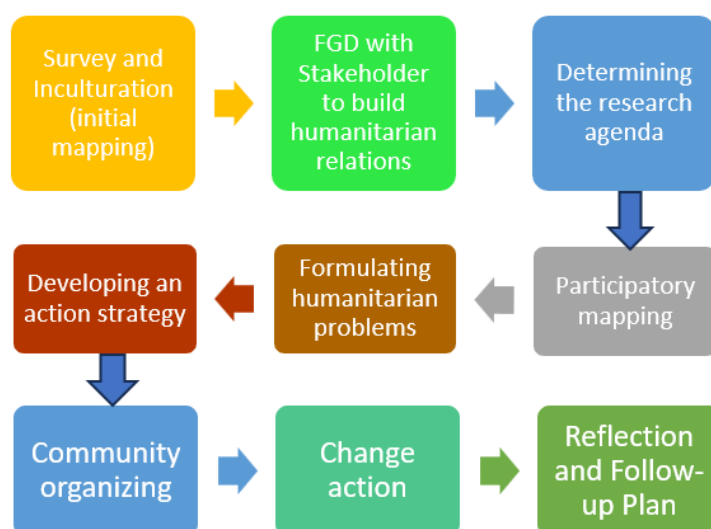 Survey and
Inculturation
(initial
mapping)
FGD with
Stakeholder
to build
humanitarian
relations
Determining
the research
agenda
Participatory
mapping
Formulating
humanitarian
problems
Developing an
action strategy
Community
organizing
Change
action
Reflection
and Follow-
up Plan